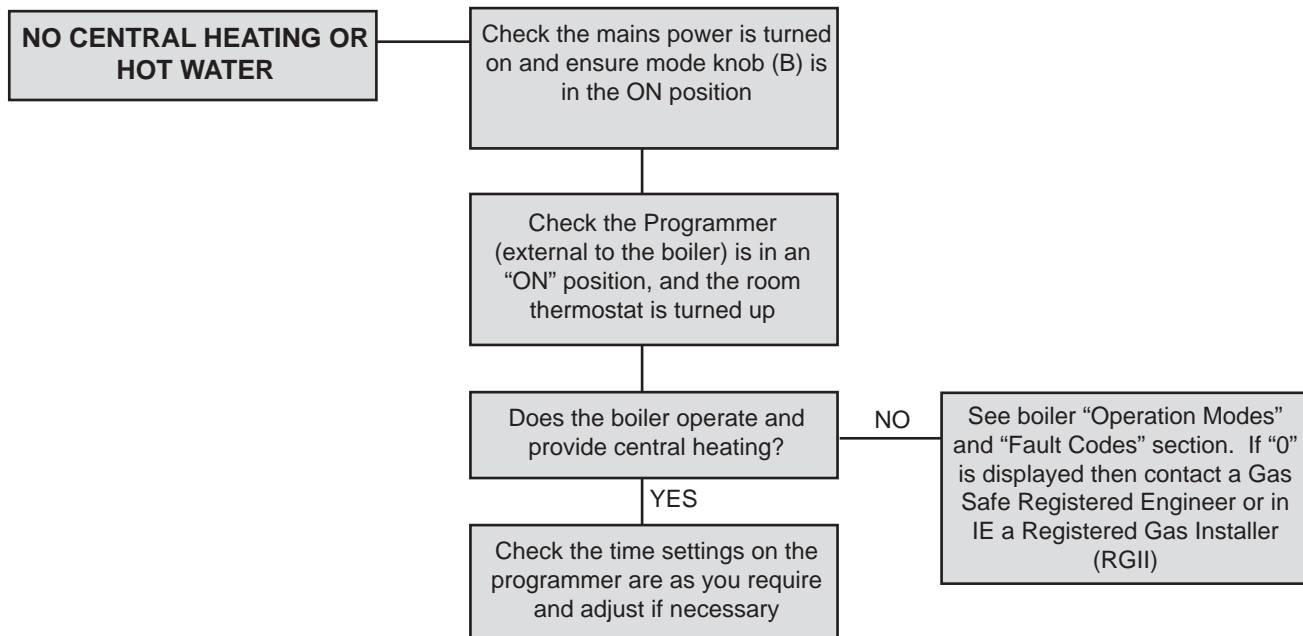 NO CENTRAL HEATING OR
HOT WATER
Check the mains power is turned
on and ensure mode knob (B) is
in the ON position
Check the Programmer
(external to the boiler) is in an
“ON” position, and the room
thermostat is turned up
Does the boiler operate and
provide central heating?
NO
See boiler “Operation Modes”
and “Fault Codes” section.  If “0”
is displayed then contact a Gas
Safe Registered Engineer or in
IE a Registered Gas Installer
(RGII)
YES
Check the time settings on the
programmer are as you require
and adjust if necessary